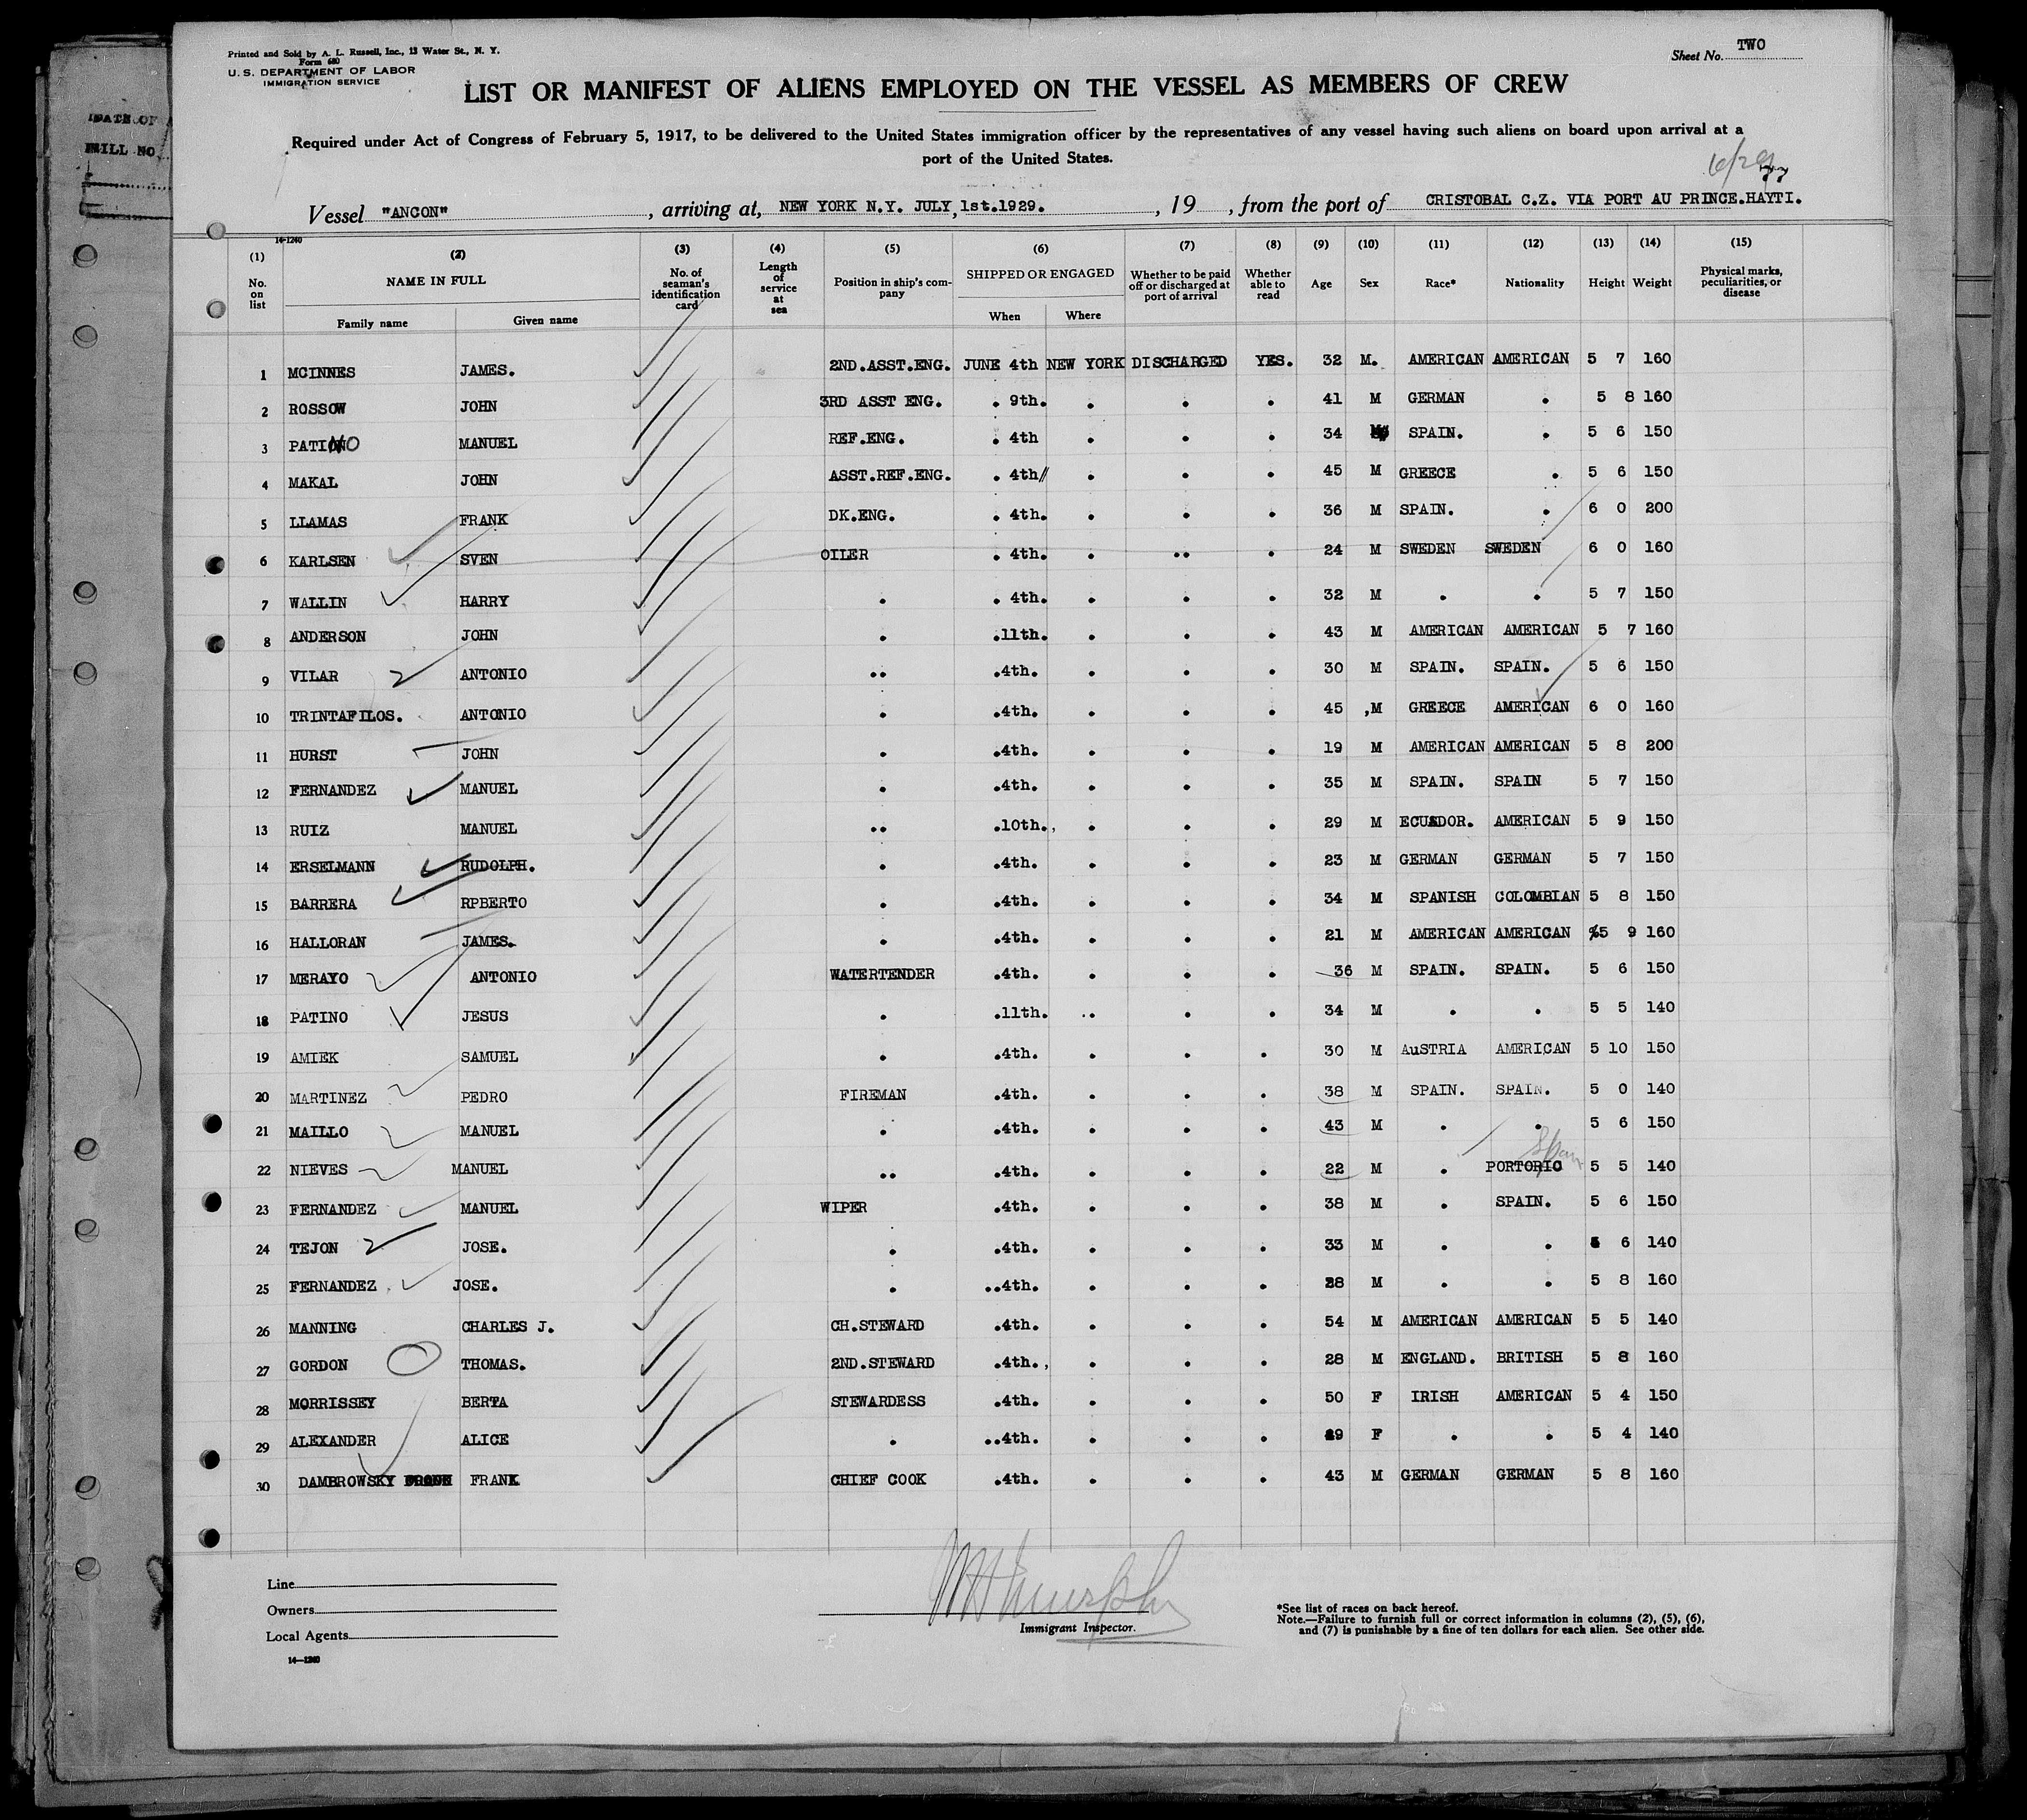 DATE OF
BILL NO
Printed and Sold by A. L. Russell, Inc., 13 Water St., N. Y.
Form 680
U. S. DEPARTMENT OF LABOR
IMMIGRATION SERVICE
Sheet No. TWO
LIST OR MANIFEST OF ALIENS EMPLOYED ON THE VESSEL AS MEMBERS OF CREW
Required under Act of Congress of February 5, 1917, to be delivered to the United States immigration officer by the representatives of any vessel having such aliens on board upon arrival at a
port of the United States.
6/29
Vessel "ANCON", arriving at, NEW YORK N.Y. JULY, 1st.1929., 19, from the port of CRISTOBAL C.Z. VIA PORT AU PRINCE.HAYTI.
14-1240
(1) (2) (3) (4) (5) (6) (7) (8) (9) (10) (11) (12) (13) (14) (15)
No. on list NAME IN FULL No. of seaman's identification card Length of service at sea Position in ship's company SHIPPED OR ENGAGED Whether to be paid off or discharged at port of arrival Whether able to read Age Sex Race* Nationality Height Weight Physical marks, peculiarities, or disease
Family name Given name When Where
1 MCINNES JAMES. 2ND.ASST.ENG. JUNE 4th NEW YORK DISCHARGED YES. 32 M. AMERICAN AMERICAN 5 7 160
2 ROSSOW JOHN 3RD ASST ENG. . 9th. . . . 41 M GERMAN . 5 8 160
3 PATINO MANUEL REF.ENG. . 4th . . . 34 M SPAIN. . 5 6 150
4 MAKAL JOHN ASST.REF.ENG. . 4th/ . . . 45 M GREECE . 5 6 150
5 LLAMAS FRANK DK.ENG. . 4th. . . . 36 M SPAIN. . 6 0 200
6 KARLSEN SVEN OILER . 4th. . .. . 24 M SWEDEN SWEDEN 6 0 160
7 WALLIN HARRY . . 4th. . . . 32 M . . 5 7 150
8 ANDERSON JOHN . .11th. . . . 43 M AMERICAN AMERICAN 5 7 160
9 VILAR ANTONIO .. .4th. . . . 30 M SPAIN. SPAIN. 5 6 150
10 TRINTAFILOS. ANTONIO . .4th. . . . 45 ,M GREECE AMERICAN 6 0 160
11 HURST JOHN . .4th. . . . 19 M AMERICAN AMERICAN 5 8 200
12 FERNANDEZ MANUEL . .4th. . . . 35 M SPAIN. SPAIN 5 7 150
13 RUIZ MANUEL .. .10th., . . . 29 M ECUADOR. AMERICAN 5 9 150
14 ERSELMANN RUDOLPH. . .4th. . . . 23 M GERMAN GERMAN 5 7 150
15 BARRERA RPBERTO . .4th. . . . 34 M SPANISH COLOMBIAN 5 8 150
16 HALLORAN JAMES. . .4th. . . . 21 M AMERICAN AMERICAN 5 9 160
17 MERAYO ANTONIO WATERTENDER .4th. . . . 36 M SPAIN. SPAIN. 5 6 150
18 PATINO JESUS . .11th. .. . . 34 M . . 5 5 140
19 AMIEK SAMUEL . .4th. . . . 30 M AuSTRIA AMERICAN 5 10 150
20 MARTINEZ PEDRO FIREMAN .4th. . . . 38 M SPAIN. SPAIN. 5 0 140
21 MAILLO MANUEL . .4th. . . . 43 M . . 5 6 150
22 NIEVES MANUEL .. .4th. . . . 22 M . PORTORIC Spain 5 5 140
23 FERNANDEZ MANUEL WIPER .4th. . . . 38 M . SPAIN. 5 6 150
24 TEJON JOSE. . .4th. . . . 33 M . . 6 140
25 FERNANDEZ JOSE. . ..4th. . . . 28 M . . 5 8 160
26 MANNING CHARLES J. CH.STEWARD .4th. . . . 54 M AMERICAN AMERICAN 5 5 140
27 GORDON THOMAS. 2ND.STEWARD .4th., . . . 28 M ENGLAND. BRITISH 5 8 160
28 MORRISSEY BERTA STEWARDESS .4th. . . . 50 F IRISH AMERICAN 5 4 150
29 ALEXANDER ALICE . ..4th. . . . F . . 5 4 140
30 DAMBROWSKY FRANK CHIEF COOK .4th. . . . 43 M GERMAN GERMAN 5 8 160
Line
Owners
Local Agents
14-1240
W H Murphy
Immigrant Inspector.
*See list of races on back hereof.
Note.—Failure to furnish full or correct information in columns (2), (5), (6),
and (7) is punishable by a fine of ten dollars for each alien. See other side.